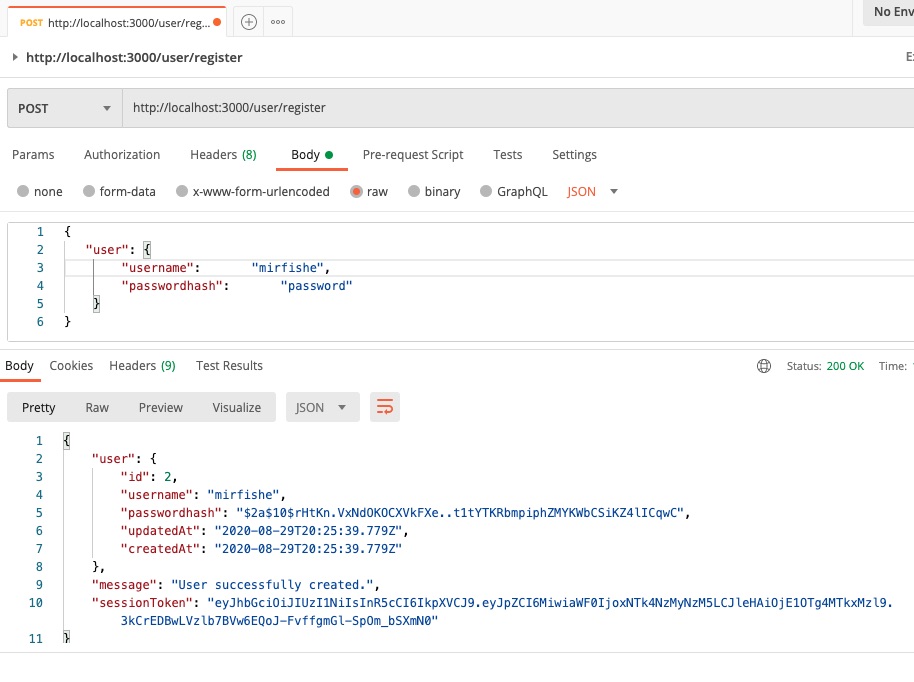 POST http://localhost:3000/user/reg... No Env
http://localhost:3000/user/register
POST http://localhost:3000/user/register
Params Authorization Headers (8) Body Pre-request Script Tests Settings
none form-data x-www-form-urlencoded raw binary GraphQL JSON
1 {
2 "user": {
3 "username": "mirfishe",
4 "passwordhash": "password"
5 }
6 }
Body Cookies Headers (9) Test Results Status: 200 OK Time:
Pretty Raw Preview Visualize JSON
1 {
2 "user": {
3 "id": 2,
4 "username": "mirfishe",
5 "passwordhash": "$2a$10$rHtKn.VxNdOKOCXVkFXe..t1tYTKRbmpiphZMYKWbCSiKZ4lICqwC",
6 "updatedAt": "2020-08-29T20:25:39.779Z",
7 "createdAt": "2020-08-29T20:25:39.779Z"
8 },
9 "message": "User successfully created.",
10 "sessionToken": "eyJhbGciOiJIUzI1NiIsInR5cCI6IkpXVCJ9.eyJpZCI6MiwiaWF0IjoxNTk4NzMyNzM5LCJleHAiOjE1OTg4MTkxMzl9.
3kCrEDBwLVzlb7BVw6EQoJ-FvffgmGl-SpOm_bSXmN0"
11 }